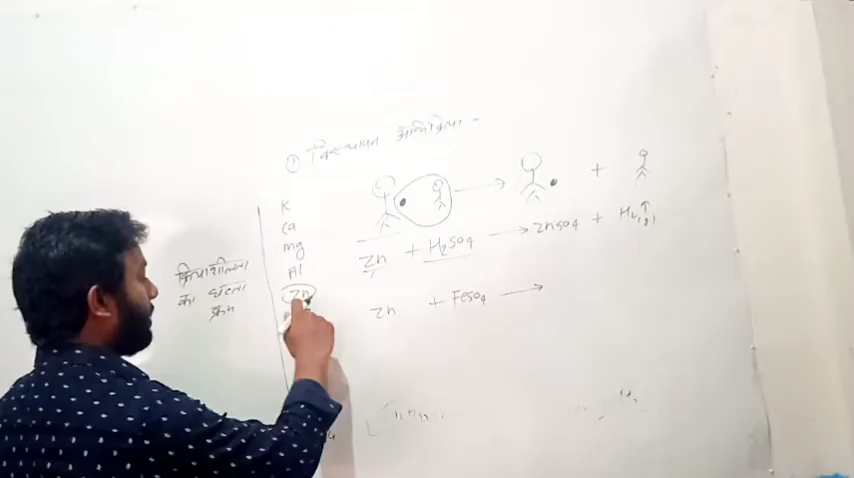 ① विस्थापन अभिक्रिया -
K
Ca
Mg
Al
Zn
क्रियाशीलता
का घटता
क्रम
Zn + H₂SO₄ → ZnSO₄ + H₂(g)↑
Zn + FeSO₄ →